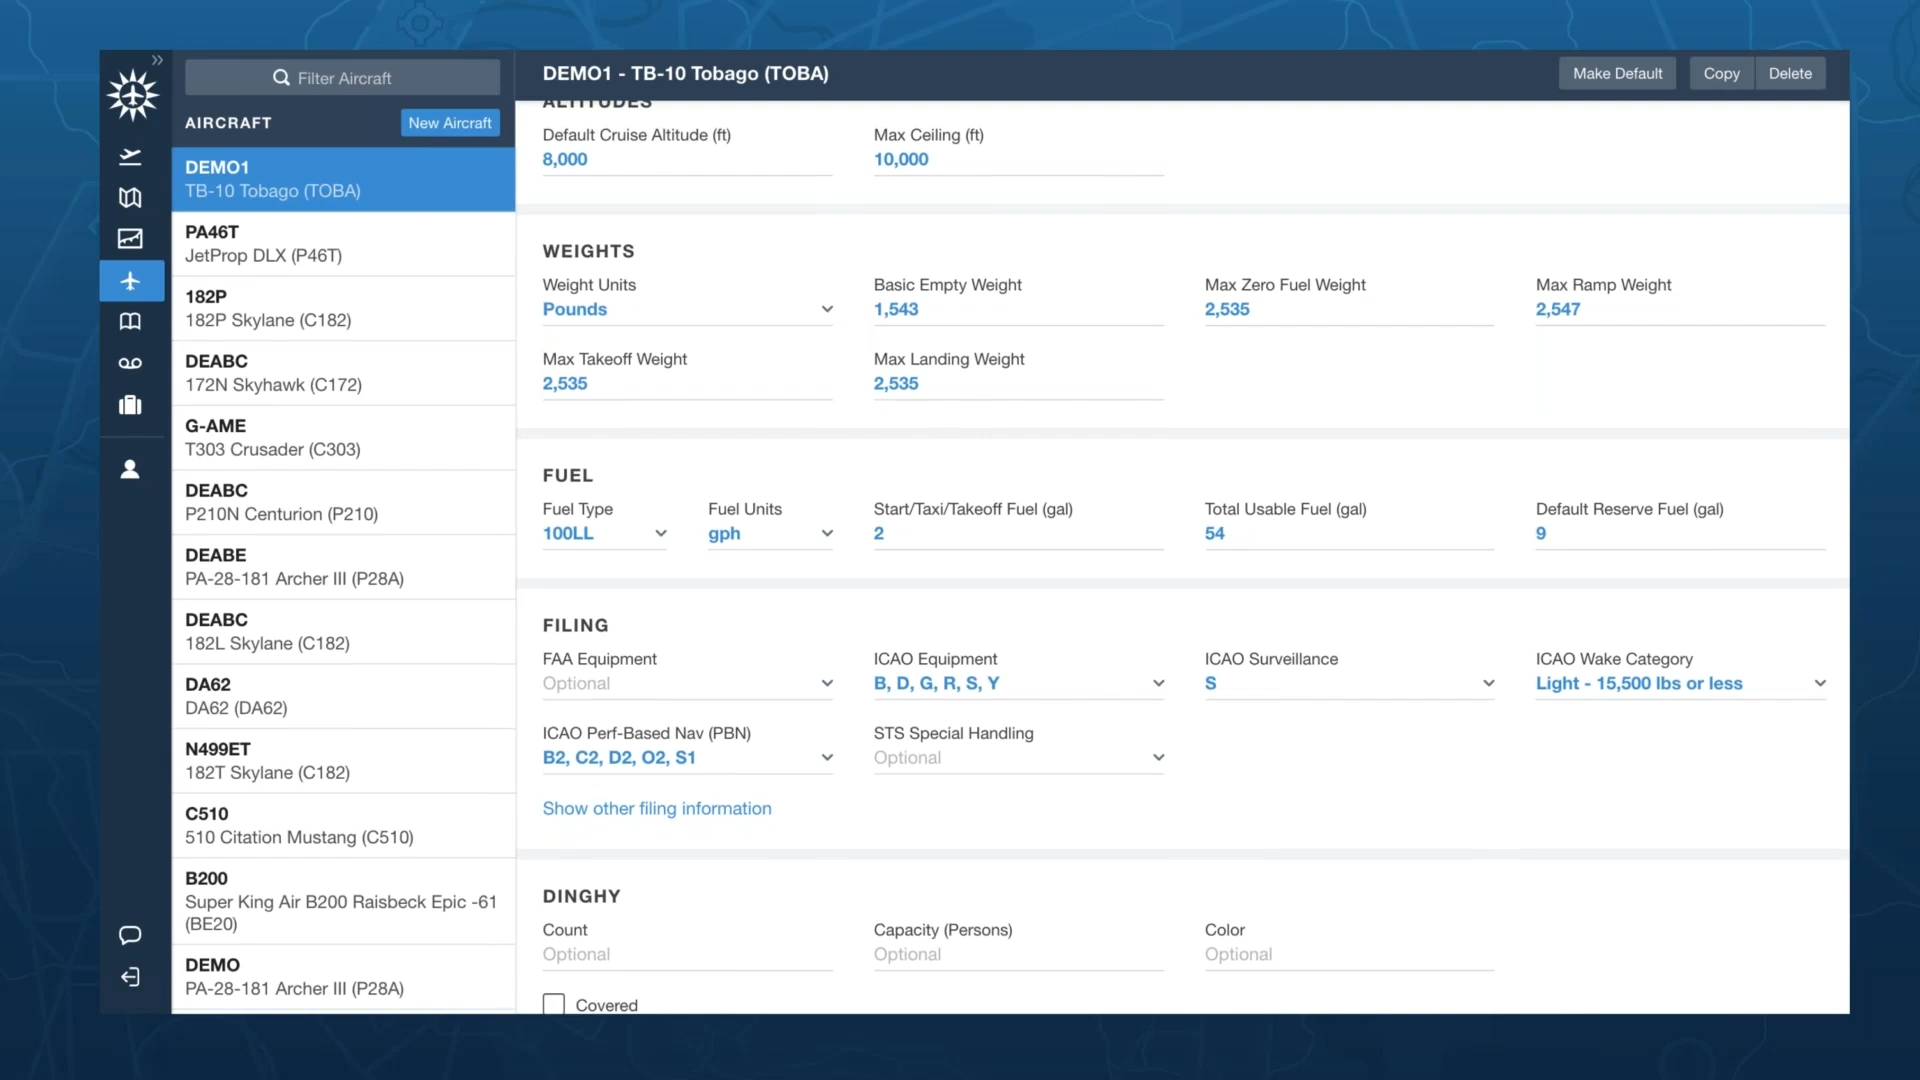 Filter Aircraft
AIRCRAFT
New Aircraft
DEMO1
TB-10 Tobago (TOBA)
PA46T
JetProp DLX (P46T)
182P
182P Skylane (C182)
DEABC
172N Skyhawk (C172)
G-AME
T303 Crusader (C303)
DEABC
P210N Centurion (P210)
DEABE
PA-28-181 Archer III (P28A)
DEABC
182L Skylane (C182)
DA62
DA62 (DA62)
N499ET
182T Skylane (C182)
C510
510 Citation Mustang (C510)
B200
Super King Air B200 Raisbeck Epic -61
(BE20)
DEMO
PA-28-181 Archer III (P28A)
DEMO1 - TB-10 Tobago (TOBA)
Make Default
Copy
Delete
ALTITUDES
Default Cruise Altitude (ft)
8,000
Max Ceiling (ft)
10,000
WEIGHTS
Weight Units
Pounds
Basic Empty Weight
1,543
Max Zero Fuel Weight
2,535
Max Ramp Weight
2,547
Max Takeoff Weight
2,535
Max Landing Weight
2,535
FUEL
Fuel Type
100LL
Fuel Units
gph
Start/Taxi/Takeoff Fuel (gal)
2
Total Usable Fuel (gal)
54
Default Reserve Fuel (gal)
9
FILING
FAA Equipment
Optional
ICAO Equipment
B, D, G, R, S, Y
ICAO Surveillance
S
ICAO Wake Category
Light - 15,500 lbs or less
ICAO Perf-Based Nav (PBN)
B2, C2, D2, O2, S1
STS Special Handling
Optional
Show other filing information
DINGHY
Count
Optional
Capacity (Persons)
Optional
Color
Optional
Covered